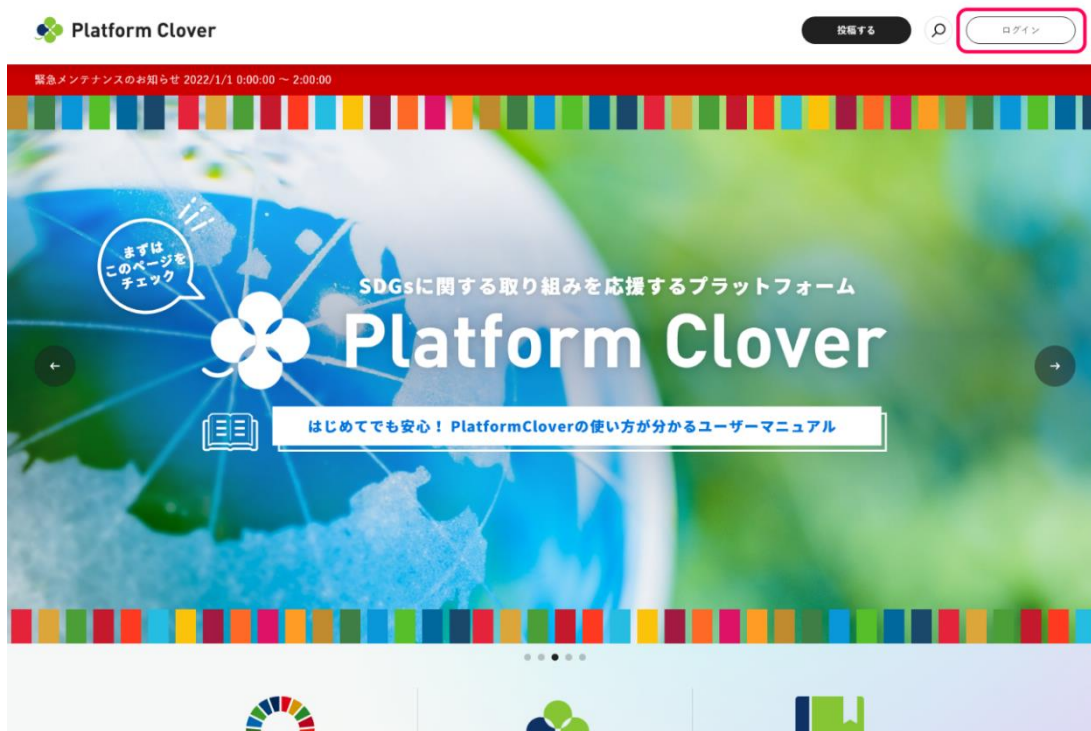 Platform Clover
投稿する
ログイン
緊急メンテナンスのお知らせ 2022/1/1 0:00:00 ～ 2:00:00
まずは
このページを
チェック
SDGsに関する取り組みを応援するプラットフォーム
Platform Clover
はじめてでも安心！ PlatformCloverの使い方が分かるユーザーマニュアル